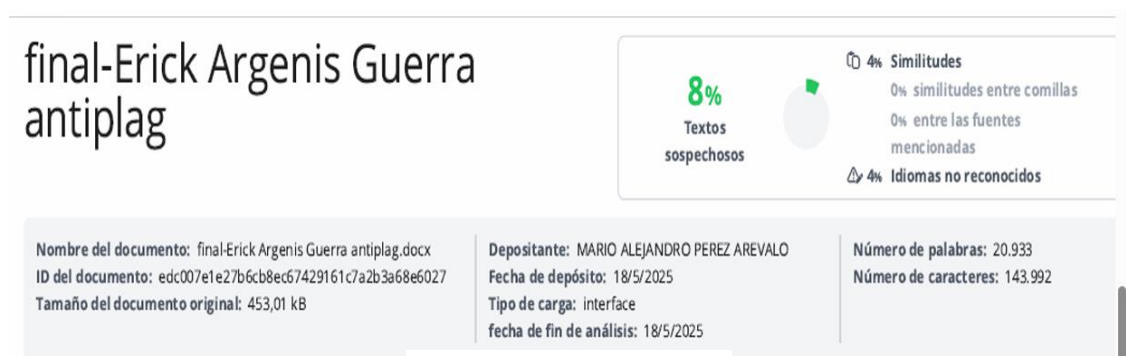 final-Erick Argenis Guerra
antiplag
8%
Textos
sospechosos
4% Similitudes
0% similitudes entre comillas
0% entre las fuentes
mencionadas
4% Idiomas no reconocidos
Nombre del documento: final-Erick Argenis Guerra antiplag.docx
ID del documento: edc007e1e27b6cb8ec67429161c7a2b3a68e6027
Tamaño del documento original: 453,01 kB
Depositante: MARIO ALEJANDRO PEREZ AREVALO
Fecha de depósito: 18/5/2025
Tipo de carga: interface
fecha de fin de análisis: 18/5/2025
Número de palabras: 20.933
Número de caracteres: 143.992